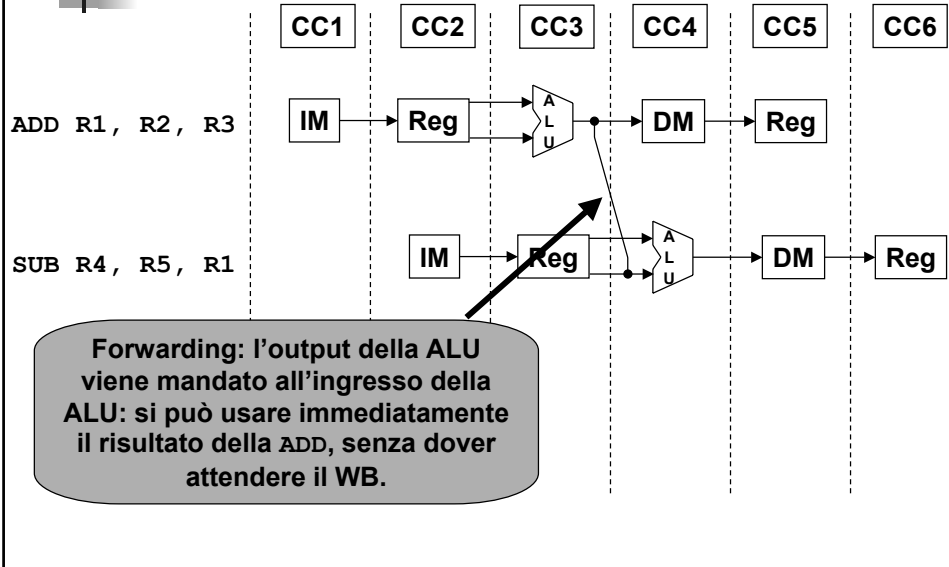 CC1 CC2 CC3 CC4 CC5 CC6
ADD R1, R2, R3 IM Reg ALU DM Reg
SUB R4, R5, R1 IM Reg ALU DM Reg
Forwarding: l'output della ALU
viene mandato all'ingresso della
ALU: si può usare immediatamente
il risultato della ADD, senza dover
attendere il WB.